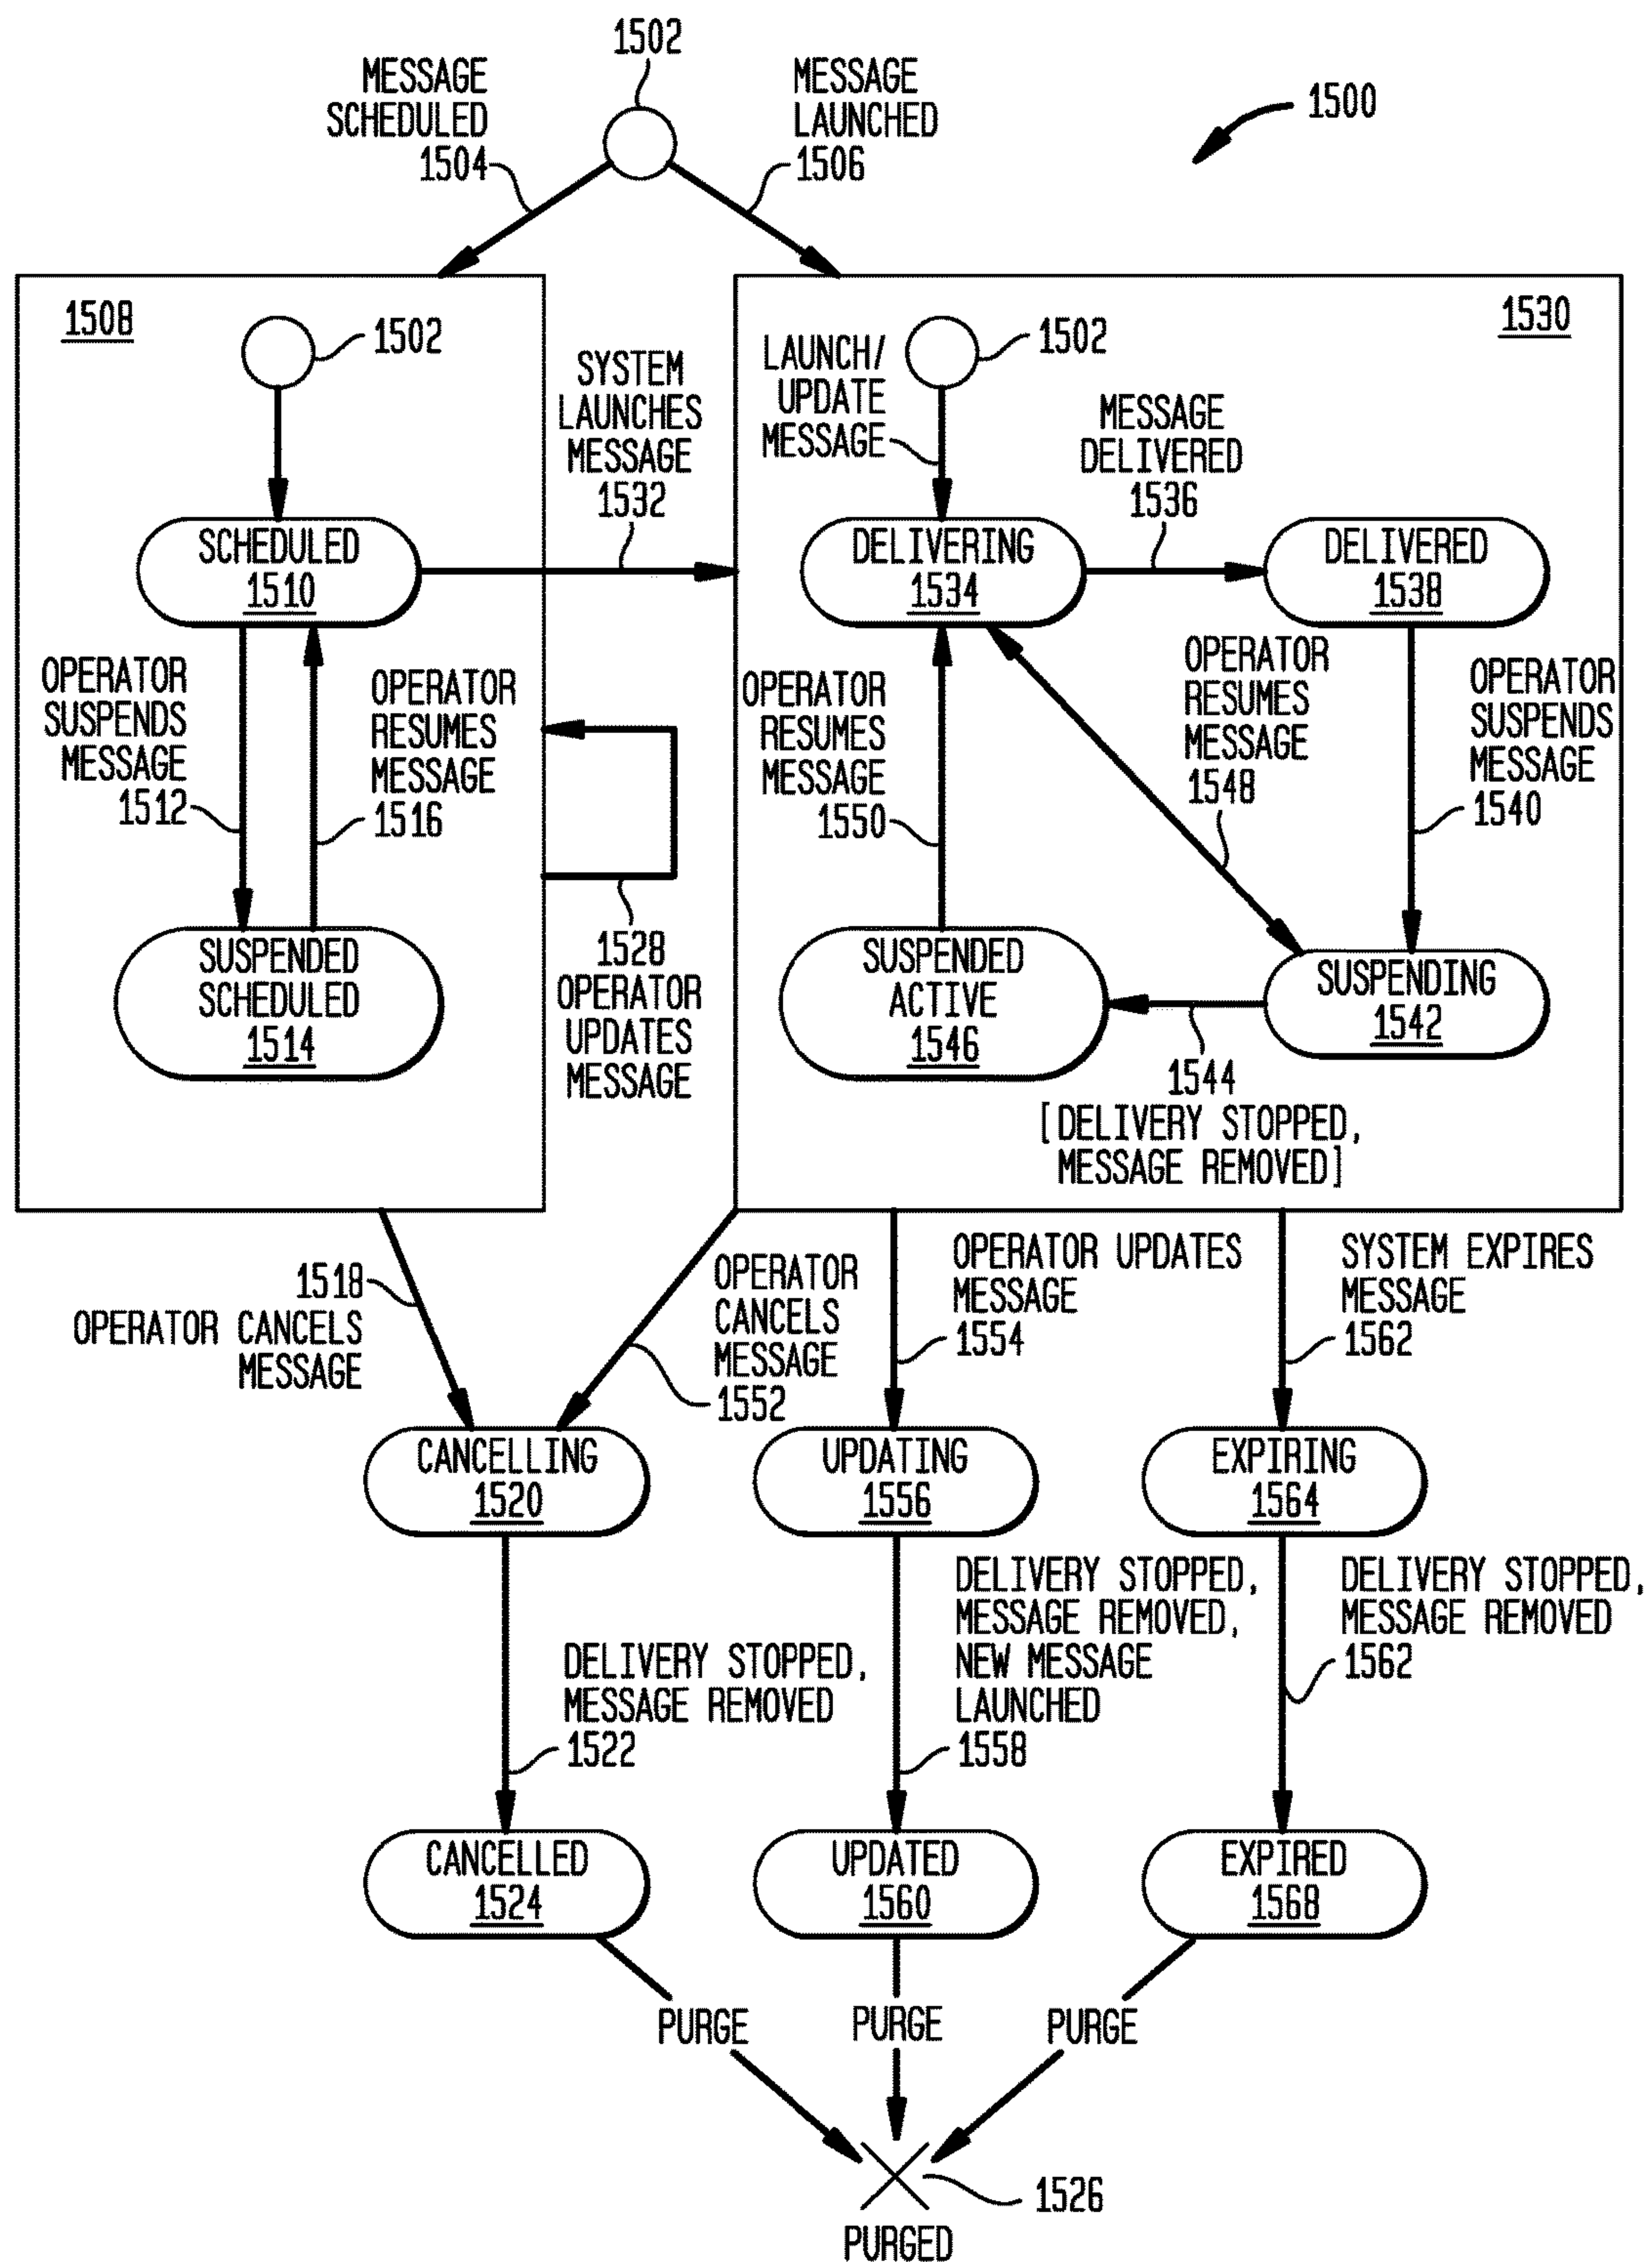 1502
MESSAGE
SCHEDULED
1504
MESSAGE
LAUNCHED
1506
1500
1508
1502
SCHEDULED
1510
OPERATOR
SUSPENDS
MESSAGE
1512
OPERATOR
RESUMES
MESSAGE
1516
SUSPENDED
SCHEDULED
1514
SYSTEM
LAUNCHES
MESSAGE
1532
1528
OPERATOR
UPDATES
MESSAGE
1530
LAUNCH/
UPDATE
MESSAGE
1502
MESSAGE
DELIVERED
1536
DELIVERING
1534
DELIVERED
1538
OPERATOR
RESUMES
MESSAGE
1550
OPERATOR
RESUMES
MESSAGE
1548
OPERATOR
SUSPENDS
MESSAGE
1540
SUSPENDED
ACTIVE
1546
SUSPENDING
1542
1544
[DELIVERY STOPPED,
MESSAGE REMOVED]
1518
OPERATOR CANCELS
MESSAGE
OPERATOR
CANCELS
MESSAGE
1552
OPERATOR UPDATES
MESSAGE
1554
SYSTEM EXPIRES
MESSAGE
1562
CANCELLING
1520
UPDATING
1556
EXPIRING
1564
DELIVERY STOPPED,
MESSAGE REMOVED
1522
DELIVERY STOPPED,
MESSAGE REMOVED,
NEW MESSAGE
LAUNCHED
1558
DELIVERY STOPPED,
MESSAGE REMOVED
1562
CANCELLED
1524
UPDATED
1560
EXPIRED
1568
PURGE
PURGE
PURGE
1526
PURGED